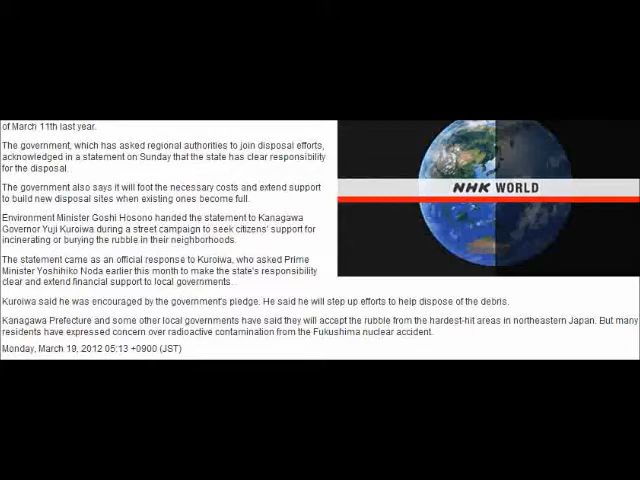 of March 11th last year.
The government, which has asked regional authorities to join disposal efforts,
acknowledged in a statement on Sunday that the state has clear responsibility
for the disposal.
The government also says it will foot the necessary costs and extend support
to build new disposal sites when existing ones become full.
Environment Minister Goshi Hosono handed the statement to Kanagawa
Governor Yuji Kuroiwa during a street campaign to seek citizens' support for
incinerating or burying the rubble in their neighborhoods.
The statement came as an official response to Kuroiwa, who asked Prime
Minister Yoshihiko Noda earlier this month to make the state's responsibility
clear and extend financial support to local governments.
NHK WORLD
Kuroiwa said he was encouraged by the government's pledge. He said he will step up efforts to help dispose of the debris.
Kanagawa Prefecture and some other local governments have said they will accept the rubble from the hardest-hit areas in northeastern Japan. But many
residents have expressed concern over radioactive contamination from the Fukushima nuclear accident.
Monday, March 19, 2012 05:13 +0900 (JST)